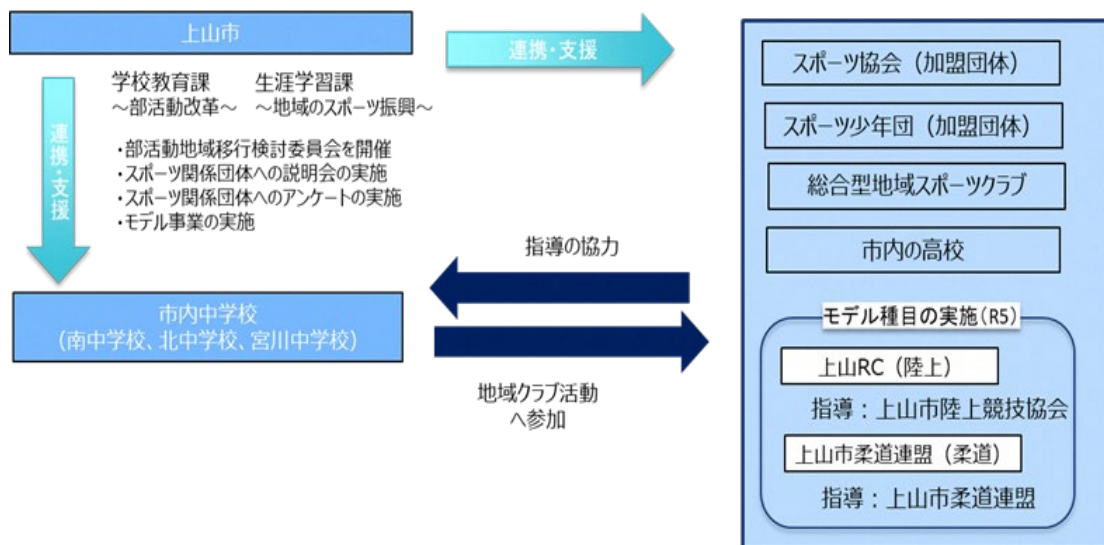 上山市
連携・支援
学校教育課
～部活動改革～
生涯学習課
～地域のスポーツ振興～
連携・支援
・部活動地域移行検討委員会を開催
・スポーツ関係団体への説明会の実施
・スポーツ関係団体へのアンケートの実施
・モデル事業の実施
市内中学校
(南中学校、北中学校、宮川中学校)
指導の協力
地域クラブ活動
へ参加
スポーツ協会（加盟団体）
スポーツ少年団（加盟団体）
総合型地域スポーツクラブ
市内の高校
モデル種目の実施(R5)
上山RC（陸上）
指導：上山市陸上競技協会
上山市柔道連盟（柔道）
指導：上山市柔道連盟